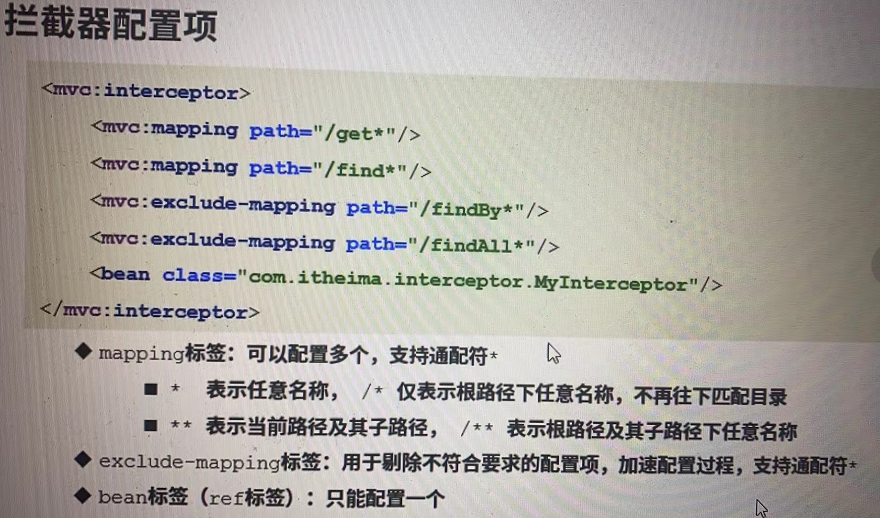 拦截器配置项
<mvc:interceptor>
<mvc:mapping path="/get*"/>
<mvc:mapping path="/find*"/>
<mvc:exclude-mapping path="/findBy*"/>
<mvc:exclude-mapping path="/findAll*"/>
<bean class="com.itheima.interceptor.MyInterceptor"/>
</mvc:interceptor>
◆ mapping标签：可以配置多个，支持通配符*
■ * 表示任意名称， /* 仅表示根路径下任意名称，不再往下匹配目录
■ ** 表示当前路径及其子路径， /** 表示根路径及其子路径下任意名称
◆ exclude-mapping标签：用于剔除不符合要求的配置项，加速配置过程，支持通配符*
◆ bean标签（ref标签）：只能配置一个